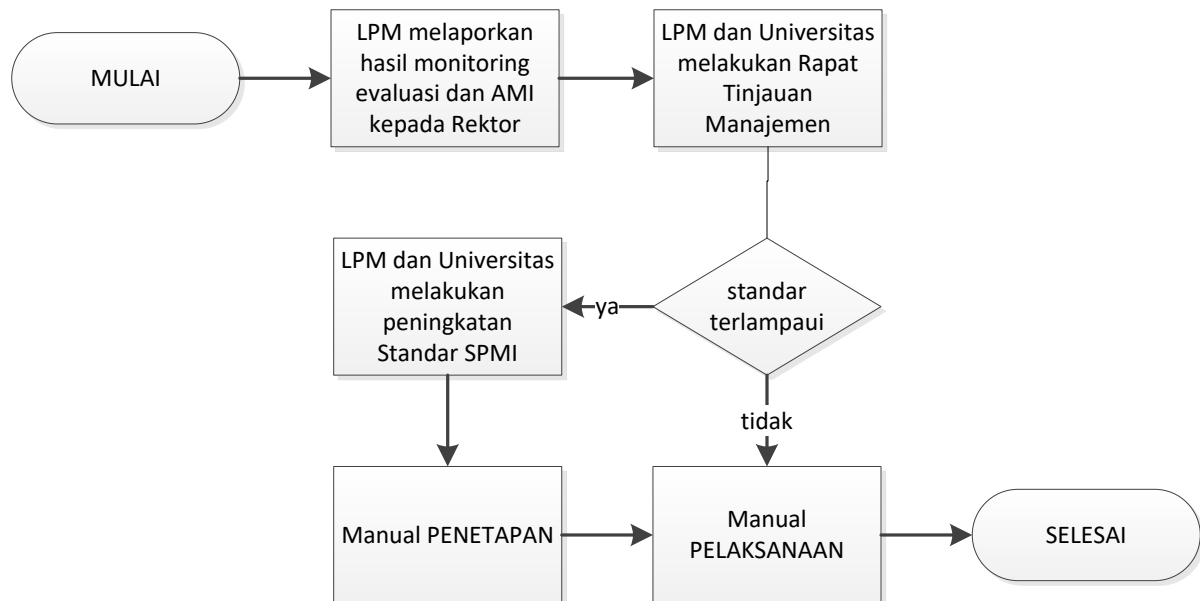 MULAI
LPM melaporkan
hasil monitoring
evaluasi dan AMI
kepada Rektor
LPM dan Universitas
melakukan Rapat
Tinjauan
Manajemen
standar
terlampaui
ya
LPM dan Universitas
melakukan
peningkatan
Standar SPMI
tidak
Manual PENETAPAN
Manual
PELAKSANAAN
SELESAI